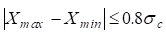 |X_max − X_min| ≤ 0.8σ_c